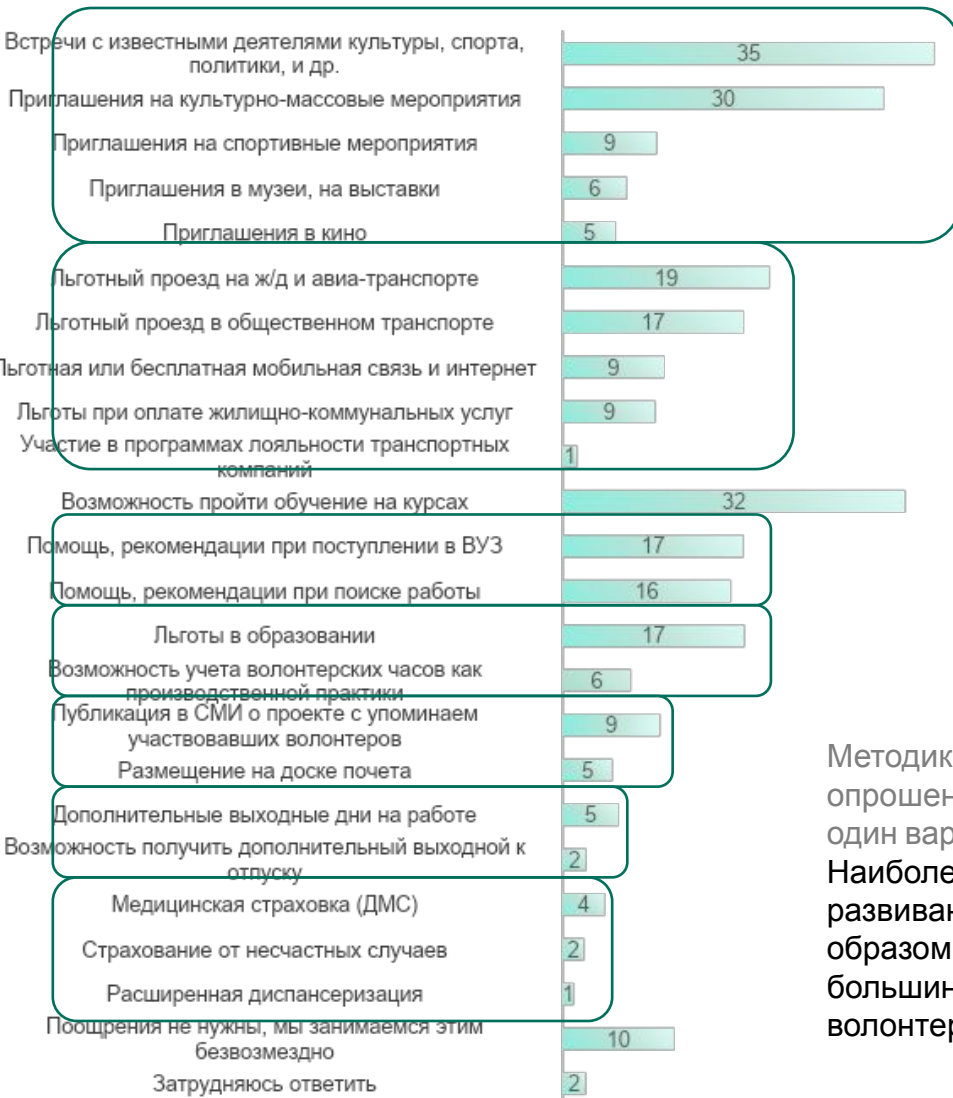 Встречи с известными деятелями культуры, спорта,
политики, и др.
35
Приглашения на культурно-массовые мероприятия
30
Приглашения на спортивные мероприятия
9
Приглашения в музеи, на выставки
6
Приглашения в кино
5
Льготный проезд на ж/д и авиа-транспорте
19
Льготный проезд в общественном транспорте
17
Льготная или бесплатная мобильная связь и интернет
9
Льготы при оплате жилищно-коммунальных услуг
9
Участие в программах лояльности транспортных
компаний
1
Возможность пройти обучение на курсах
32
Помощь, рекомендации при поступлении в ВУЗ
17
Помощь, рекомендации при поиске работы
16
Льготы в образовании
17
Возможность учета волонтерских часов как
производственной практики
6
Публикация в СМИ о проекте с упоминаем
участвовавших волонтеров
9
Размещение на доске почета
5
Дополнительные выходные дни на работе
5
Возможность получить дополнительный выходной к
отпуску
2
Медицинская страховка (ДМС)
4
Страхование от несчастных случаев
2
Расширенная диспансеризация
1
Поощрения не нужны, мы занимаемся этим
безвозмездно
10
Затрудняюсь ответить
2
Методик
опрошен
один вар
Наиболе
развиван
образом
большин
волонтер